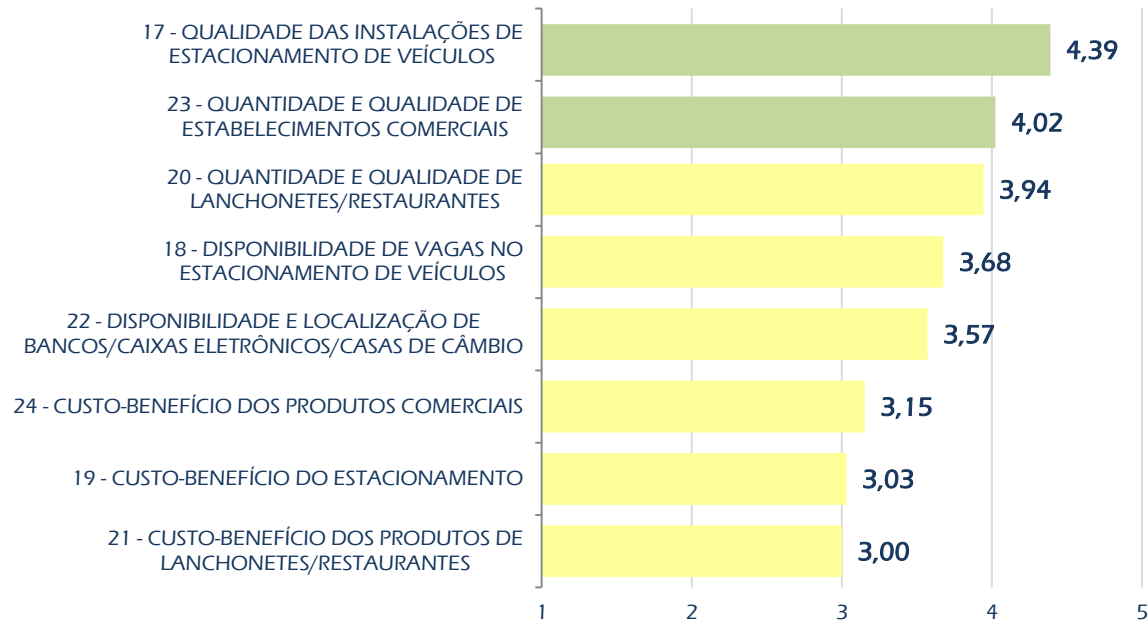 17 - QUALIDADE DAS INSTALAÇÕES DE
ESTACIONAMENTO DE VEÍCULOS
4,39
23 - QUANTIDADE E QUALIDADE DE
ESTABELECIMENTOS COMERCIAIS
4,02
20 - QUANTIDADE E QUALIDADE DE
LANCHONETES/RESTAURANTES
3,94
18 - DISPONIBILIDADE DE VAGAS NO
ESTACIONAMENTO DE VEÍCULOS
3,68
22 - DISPONIBILIDADE E LOCALIZAÇÃO DE
BANCOS/CAIXAS ELETRÔNICOS/CASAS DE CÂMBIO
3,57
24 - CUSTO-BENEFÍCIO DOS PRODUTOS COMERCIAIS
3,15
19 - CUSTO-BENEFÍCIO DO ESTACIONAMENTO
3,03
21 - CUSTO-BENEFÍCIO DOS PRODUTOS DE
LANCHONETES/RESTAURANTES
3,00
1 2 3 4 5